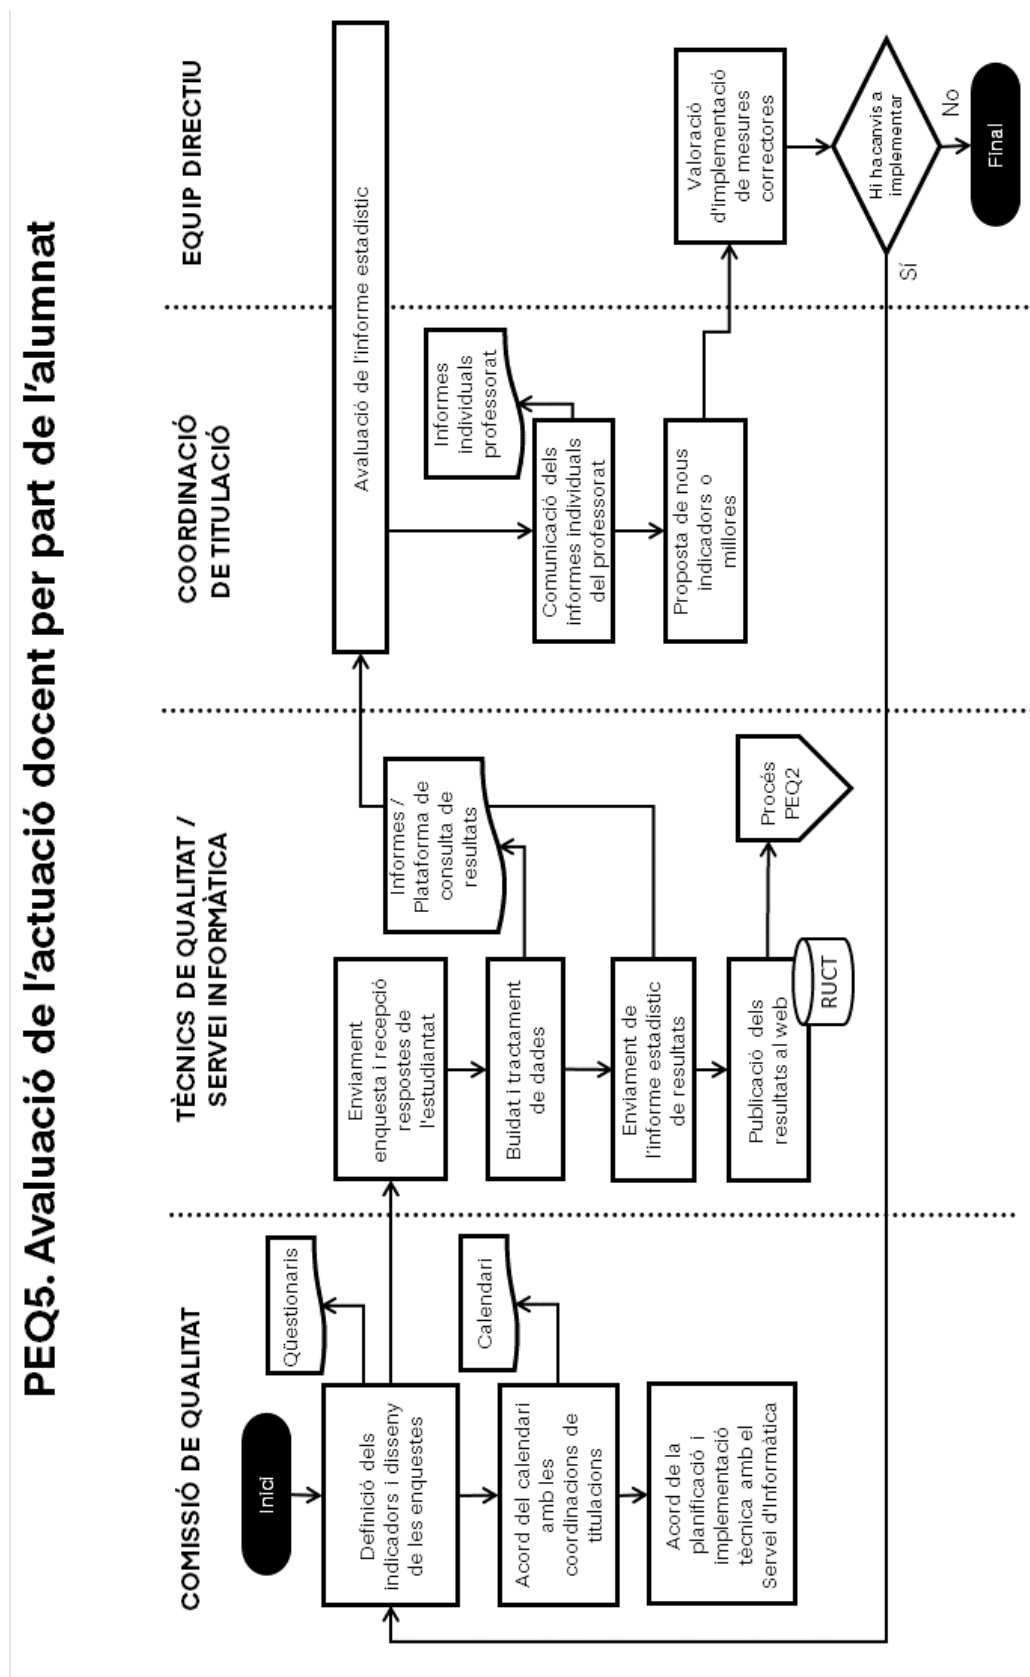 PEQ5. Avaluació de l'actuació docent per part de l'alumnat
COMISSIÓ DE QUALITAT
TÈCNICS DE QUALITAT /
SERVEI INFORMÀTICA
COORDINACIÓ
DE TITULACIÓ
EQUIP DIRECTIU
Inici
Qüestionaris
Definició dels
indicadors i disseny
de les enquestes
Calendari
Acord del calendari
amb les
coordinacions de
titulacions
Acord de la
planificació i
implementació
tècnica amb el
Servei d'Informàtica
Enviament
enquesta i recepció
respostes de
l'estudiantat
Informes /
Plataforma de
consulta de
resultats
Buidat i tractament
de dades
Enviament de
l'informe estadístic
de resultats
Publicació dels
resultats al web
RUCT
Procés
PEQ2
Avaluació de l'informe estadístic
Informes
individuals
professorat
Comunicació dels
informes individuals
del professorat
Proposta de nous
indicadors o
millores
Valoració
d'implementació
de mesures
correctores
Hi ha canvis a
implementar
Sí
No
Final